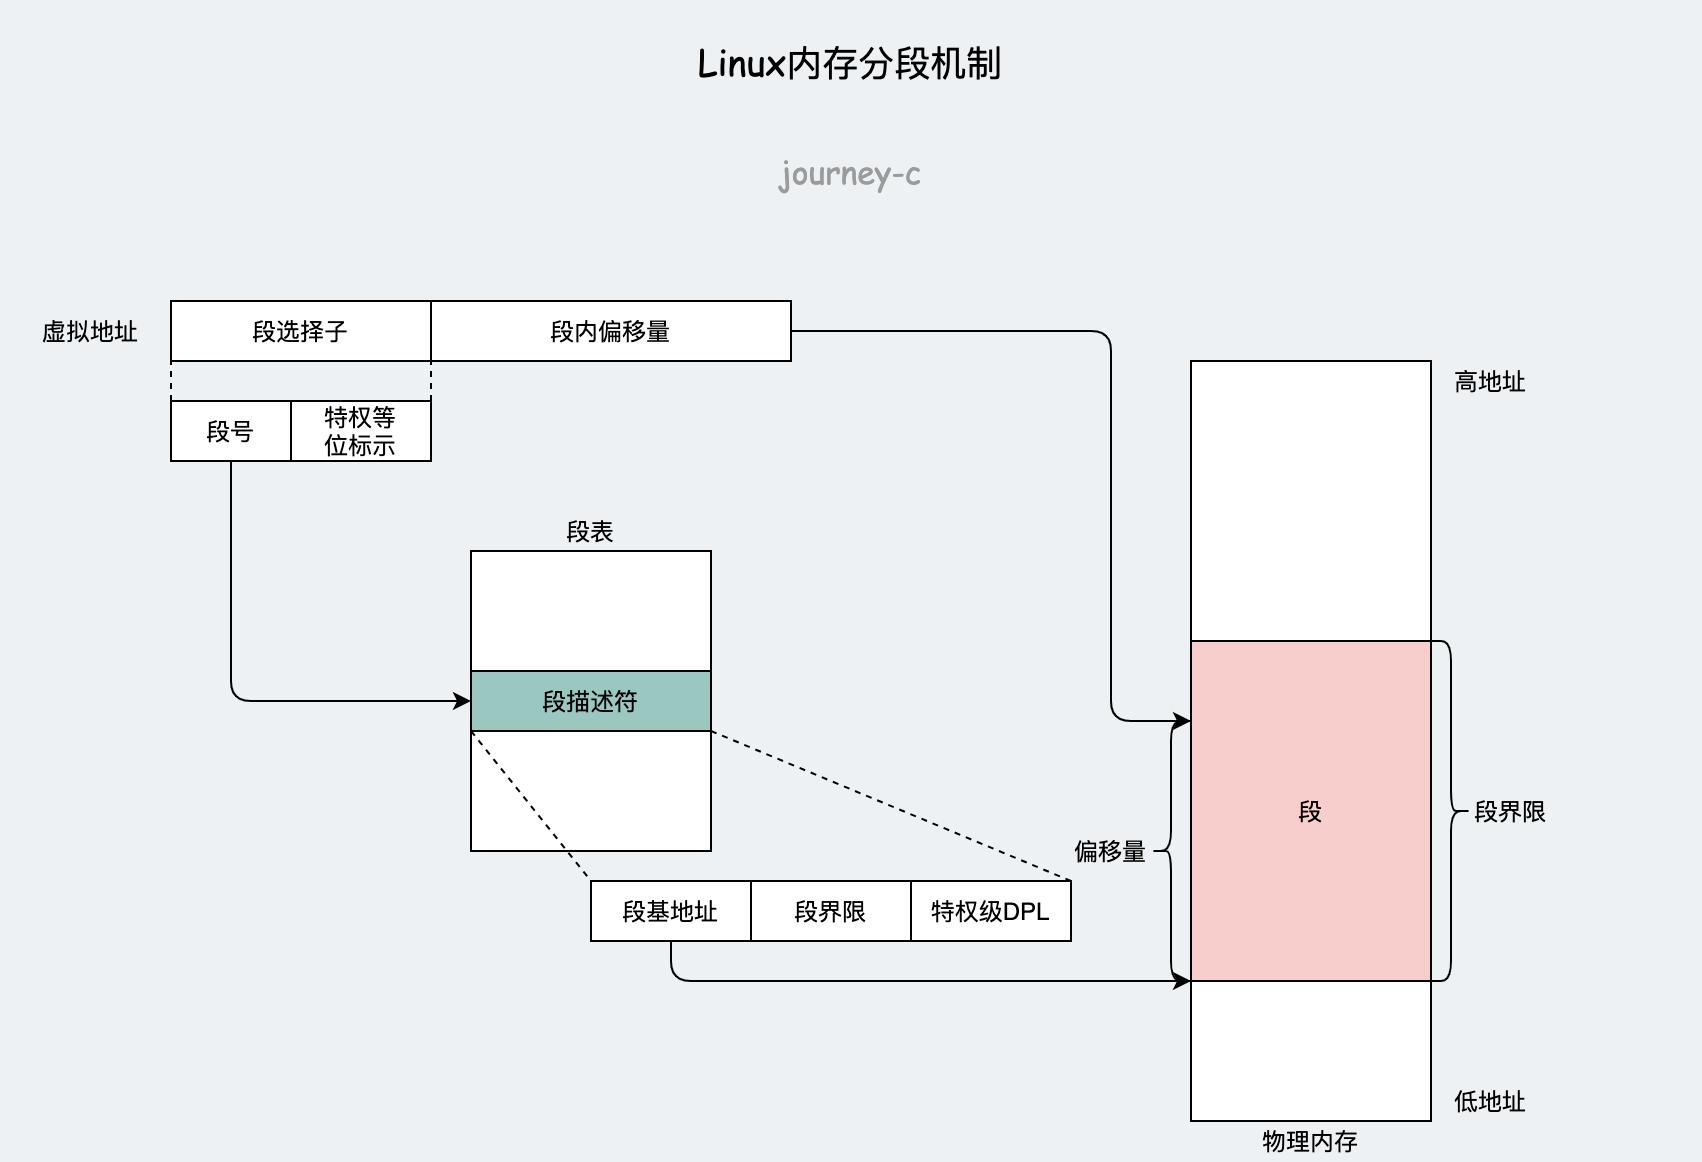 Linux内存分段机制
journey-c
虚拟地址
段选择子
段内偏移量
段号
特权等
位标示
高地址
段表
段描述符
段
段界限
偏移量
段基地址
段界限
特权级DPL
低地址
物理内存